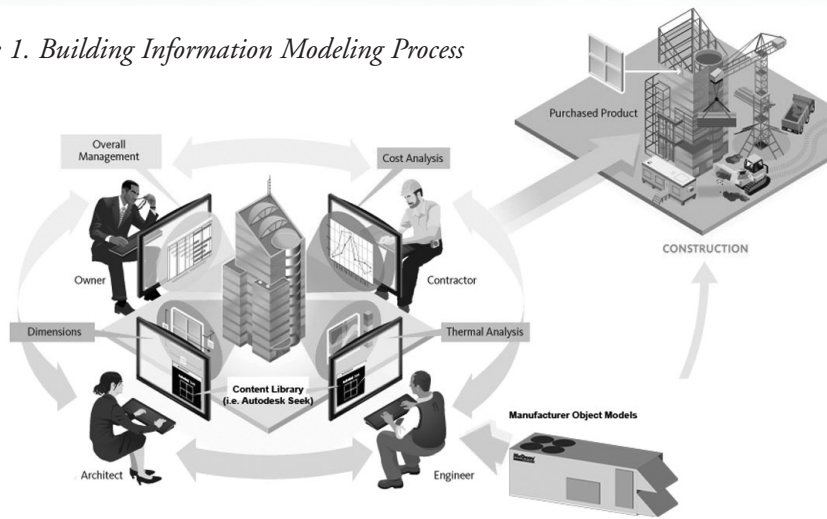 1. Building Information Modeling Process
Purchased Product
Overall
Management
Cost Analysis
CONSTRUCTION
Owner
Contractor
Dimensions
Thermal Analysis
Content Library
(i.e. Autodesk Seek)
Manufacturer Object Models
Architect
Engineer